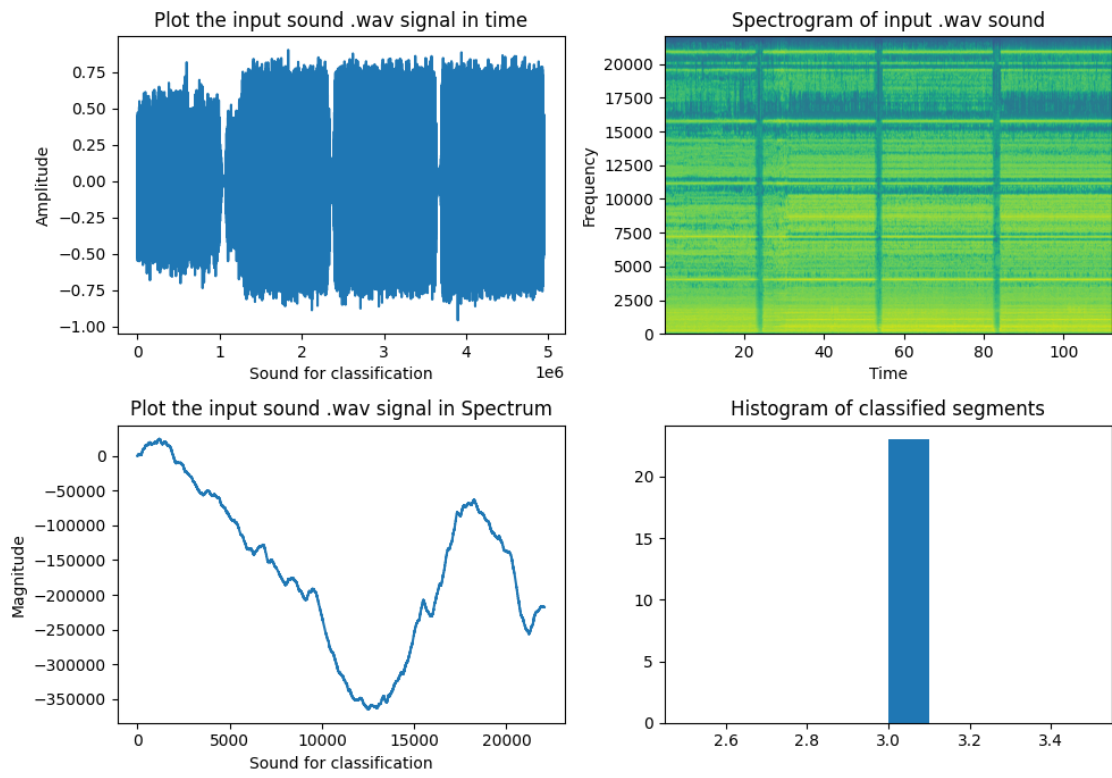 Plot the input sound .wav signal in time
0.75
0.50
0.25
0.00
−0.25
−0.50
−0.75
−1.00
Amplitude
0 1 2 3 4 5
1e6
Sound for classification
Spectrogram of input .wav sound
20000
17500
15000
12500
10000
7500
5000
2500
0
Frequency
20 40 60 80 100
Time
Plot the input sound .wav signal in Spectrum
0
−50000
−100000
−150000
−200000
−250000
−300000
−350000
Magnitude
0 5000 10000 15000 20000
Sound for classification
Histogram of classified segments
20
15
10
5
0
2.6 2.8 3.0 3.2 3.4